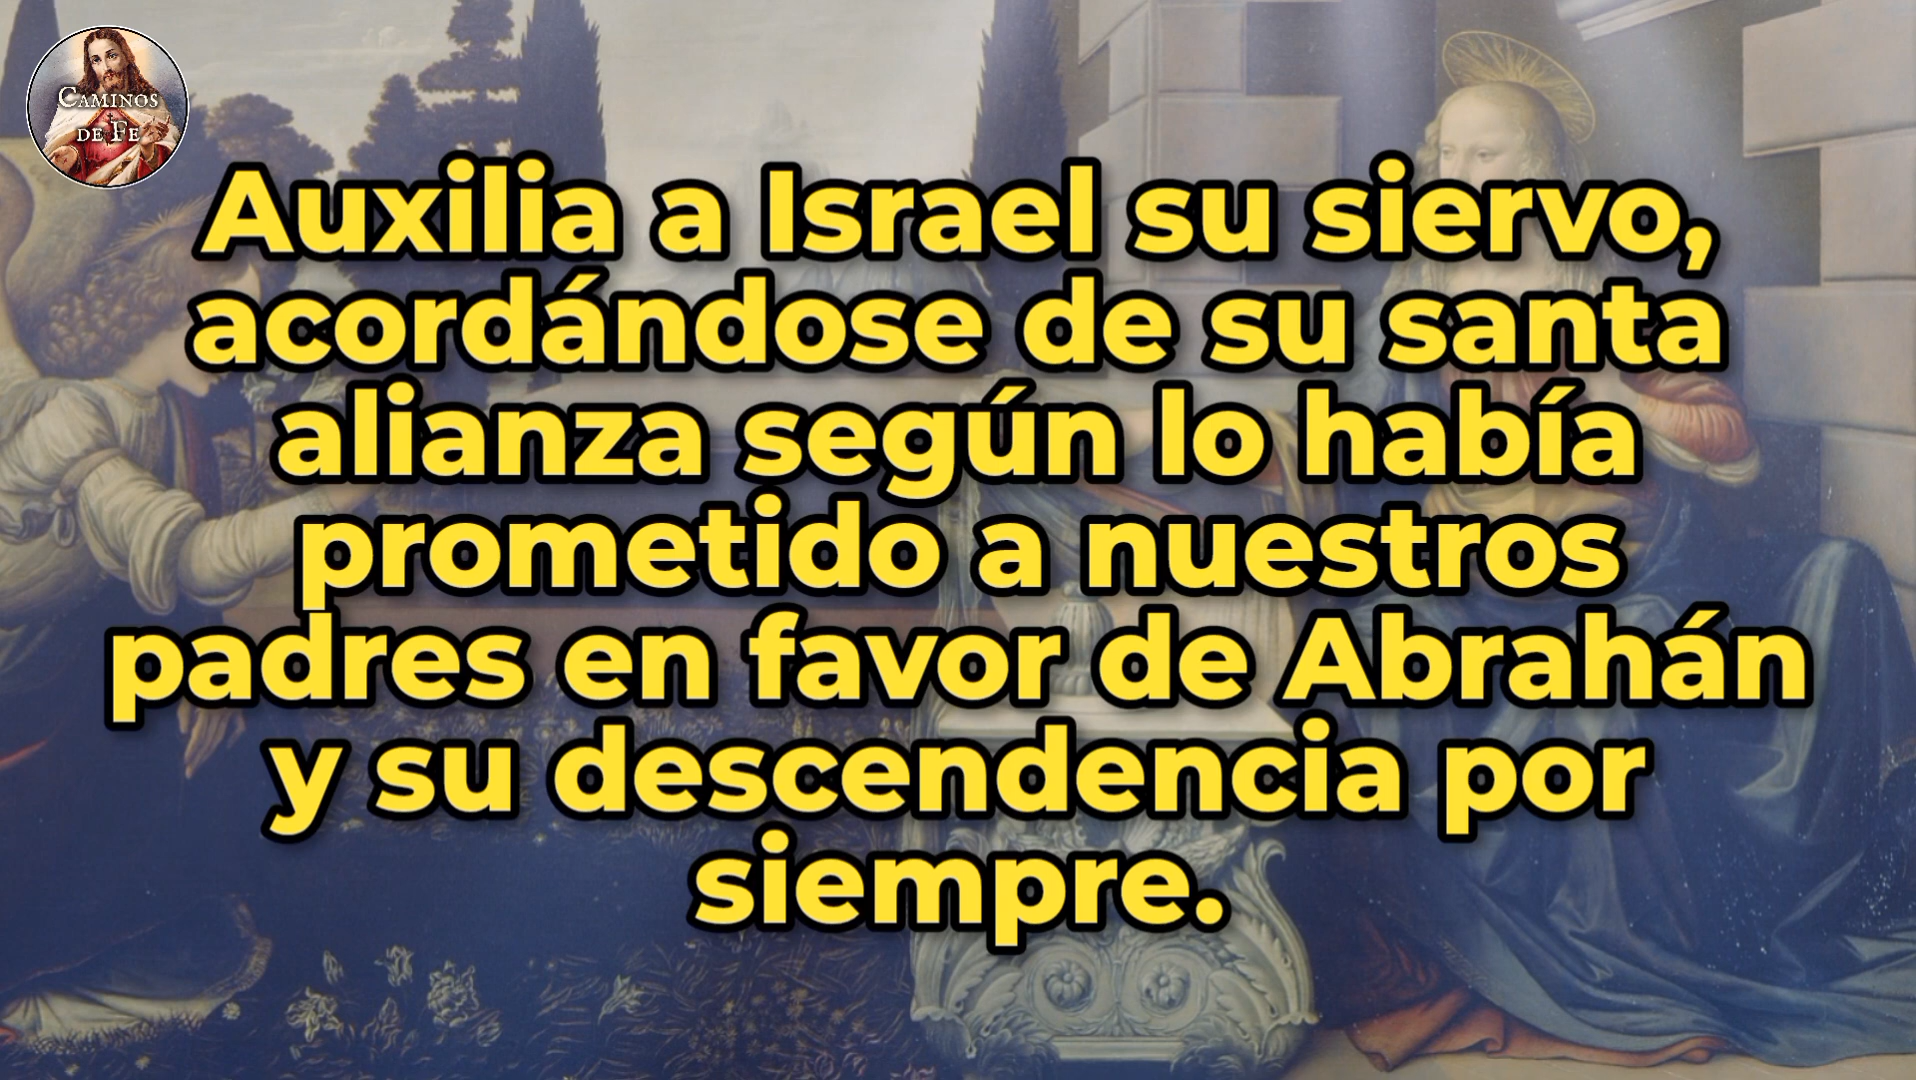 CAMINOS
DE FE
Auxilia a Israel su siervo,
acordándose de su santa
alianza según lo había
prometido a nuestros
padres en favor de Abrahán
y su descendencia por
siempre.